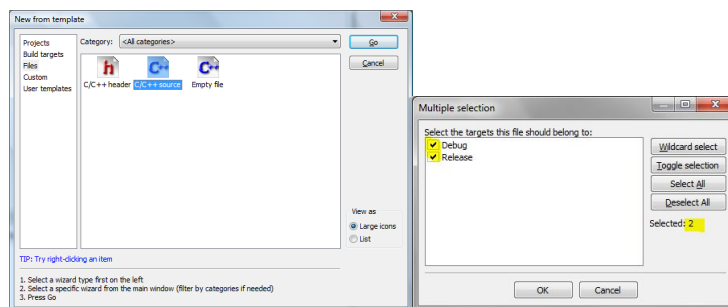 New from template
Projects
Build targets
Files
Custom
User templates
Category: <All categories>
C/C++ header C/C++ source Empty file
Go
Cancel
View as
Large icons
List
TIP: Try right-clicking an item
1. Select a wizard type first on the left
2. Select a specific wizard from the main window (filter by categories if needed)
3. Press Go
Multiple selection
Select the targets this file should belong to:
Debug
Release
Wildcard select
Toggle selection
Select All
Deselect All
Selected: 2
OK Cancel